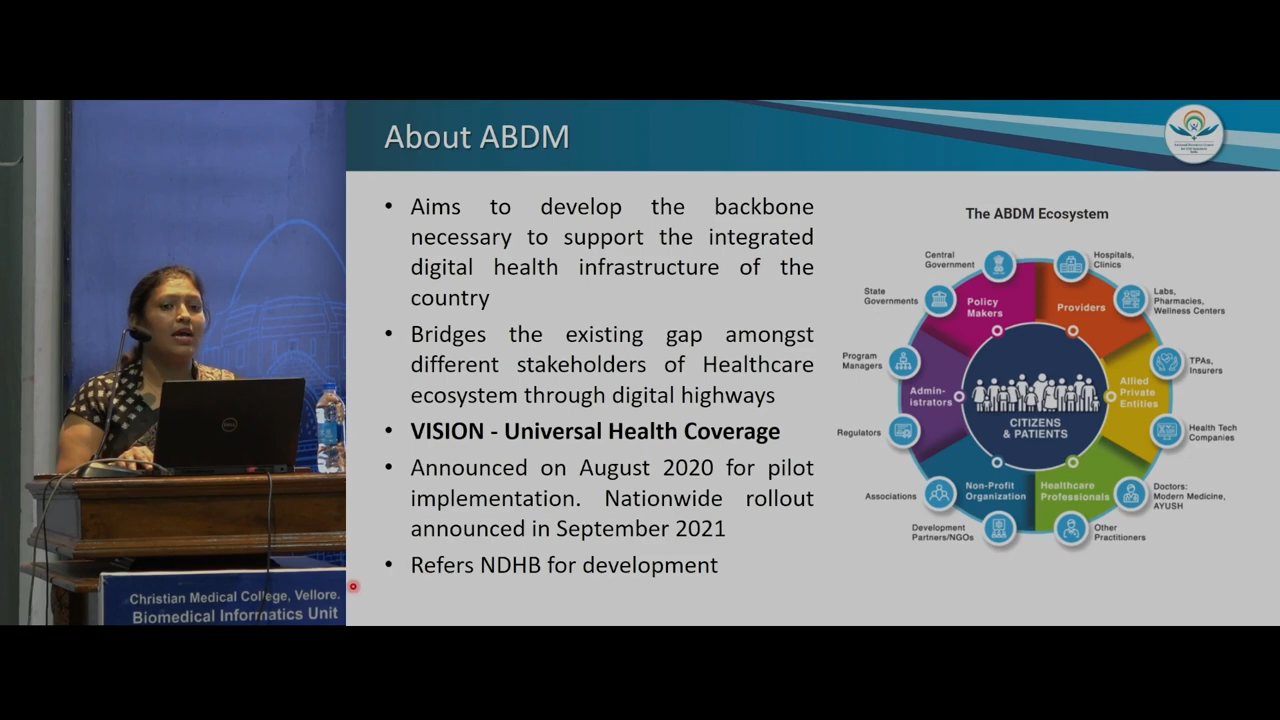 About ABDM
• Aims to develop the backbone
necessary to support the integrated
digital health infrastructure of the
country
• Bridges the existing gap amongst
different stakeholders of Healthcare
ecosystem through digital highways
• VISION - Universal Health Coverage
• Announced on August 2020 for pilot
implementation. Nationwide rollout
announced in September 2021
• Refers NDHB for development
The ABDM Ecosystem
Central
Government
Hospitals,
Clinics
State
Governments
Labs,
Pharmacies,
Wellness Centers
Policy
Makers
Providers
Program
Managers
TPAs,
Insurers
Admin-
istrators
Allied
Private
Entities
CITIZENS
& PATIENTS
Regulators
Health Tech
Companies
Non-Profit
Organization
Healthcare
Professionals
Associations
Doctors:
Modern Medicine,
AYUSH
Development
Partners/NGOs
Other
Practitioners
DELL
Christian Medical College, Vellore.
Biomedical Informatics Unit